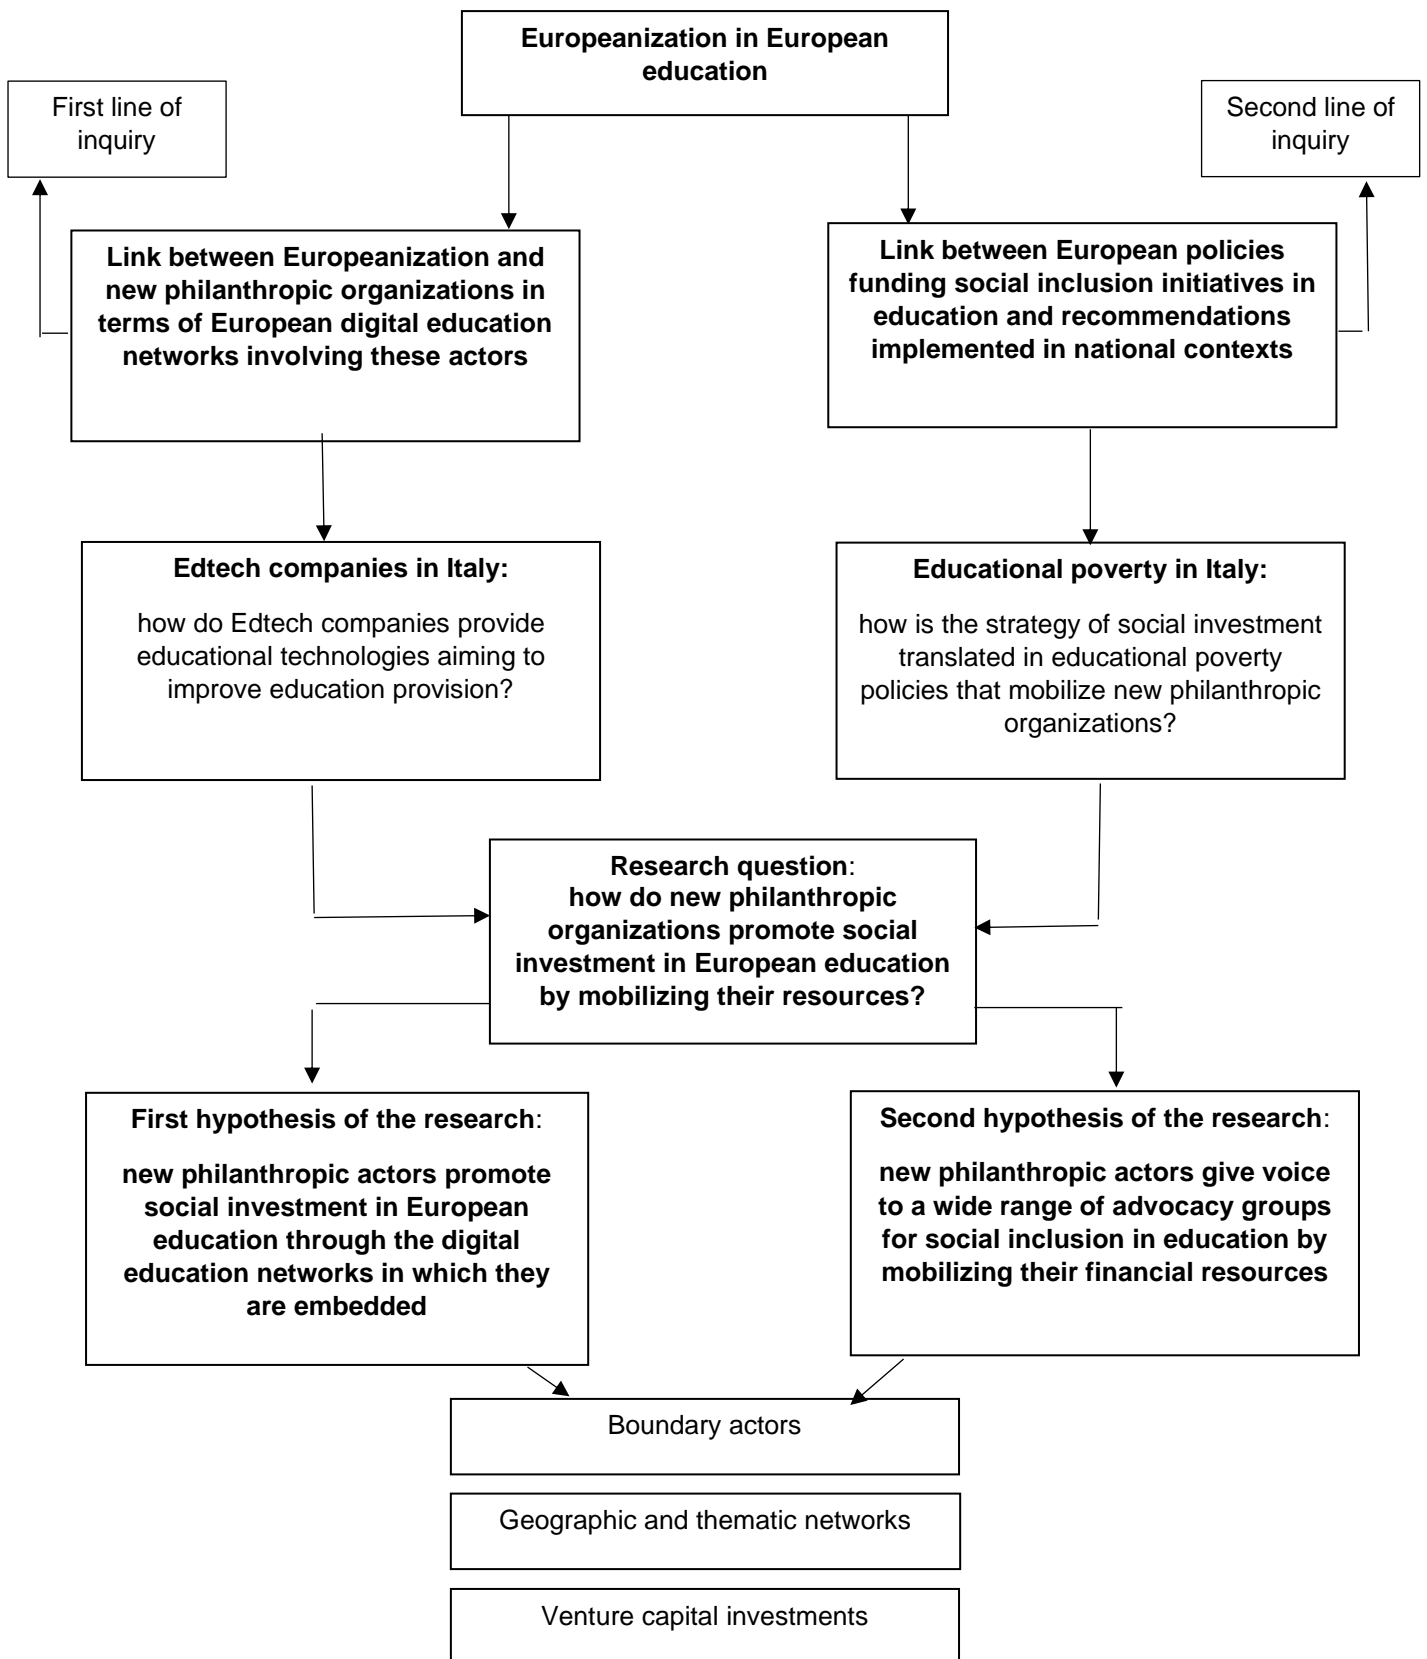 Europeanization in European
education
First line of
inquiry
Second line of
inquiry
Link between Europeanization and
new philanthropic organizations in
terms of European digital education
networks involving these actors
Link between European policies
funding social inclusion initiatives in
education and recommendations
implemented in national contexts
Edtech companies in Italy:
how do Edtech companies provide
educational technologies aiming to
improve education provision?
Educational poverty in Italy:
how is the strategy of social investment
translated in educational poverty
policies that mobilize new philanthropic
organizations?
Research question:
how do new philanthropic
organizations promote social
investment in European education
by mobilizing their resources?
First hypothesis of the research:
new philanthropic actors promote
social investment in European
education through the digital
education networks in which they
are embedded
Second hypothesis of the research:
new philanthropic actors give voice
to a wide range of advocacy groups
for social inclusion in education by
mobilizing their financial resources
Boundary actors
Geographic and thematic networks
Venture capital investments